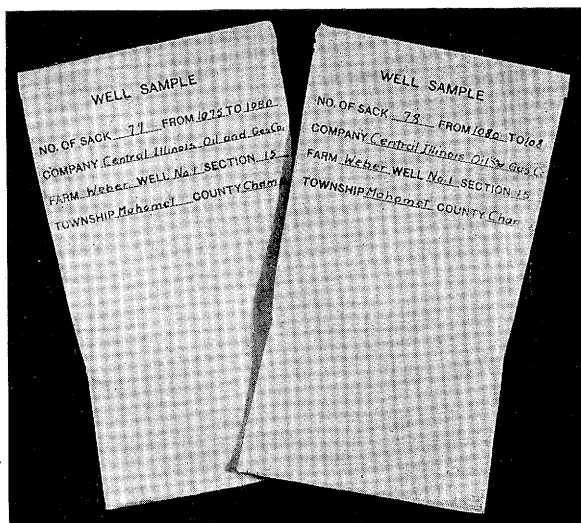 WELL SAMPLE
NO. OF SACK 77 FROM 1075 TO 1080
COMPANY Central Illinois Oil and Gas Co.
FARM Weber WELL No.1 SECTION 15
TOWNSHIP Mahomet COUNTY Cham
WELL SAMPLE
NO. OF SACK 78 FROM 1080 TO 108
COMPANY Central Illinois Oil & Gas C
FARM Weber WELL No.1 SECTION 15
TOWNSHIP Mahomet COUNTY Cham